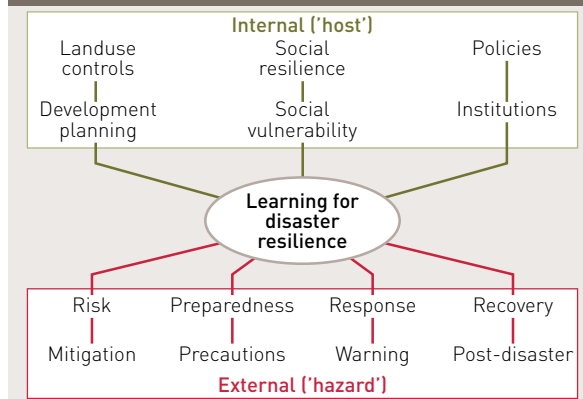 Internal ('host')
Landuse controls
Social resilience
Policies
Development planning
Social vulnerability
Institutions
Learning for
disaster
resilience
Risk
Preparedness
Response
Recovery
Mitigation
Precautions
Warning
Post-disaster
External ('hazard')